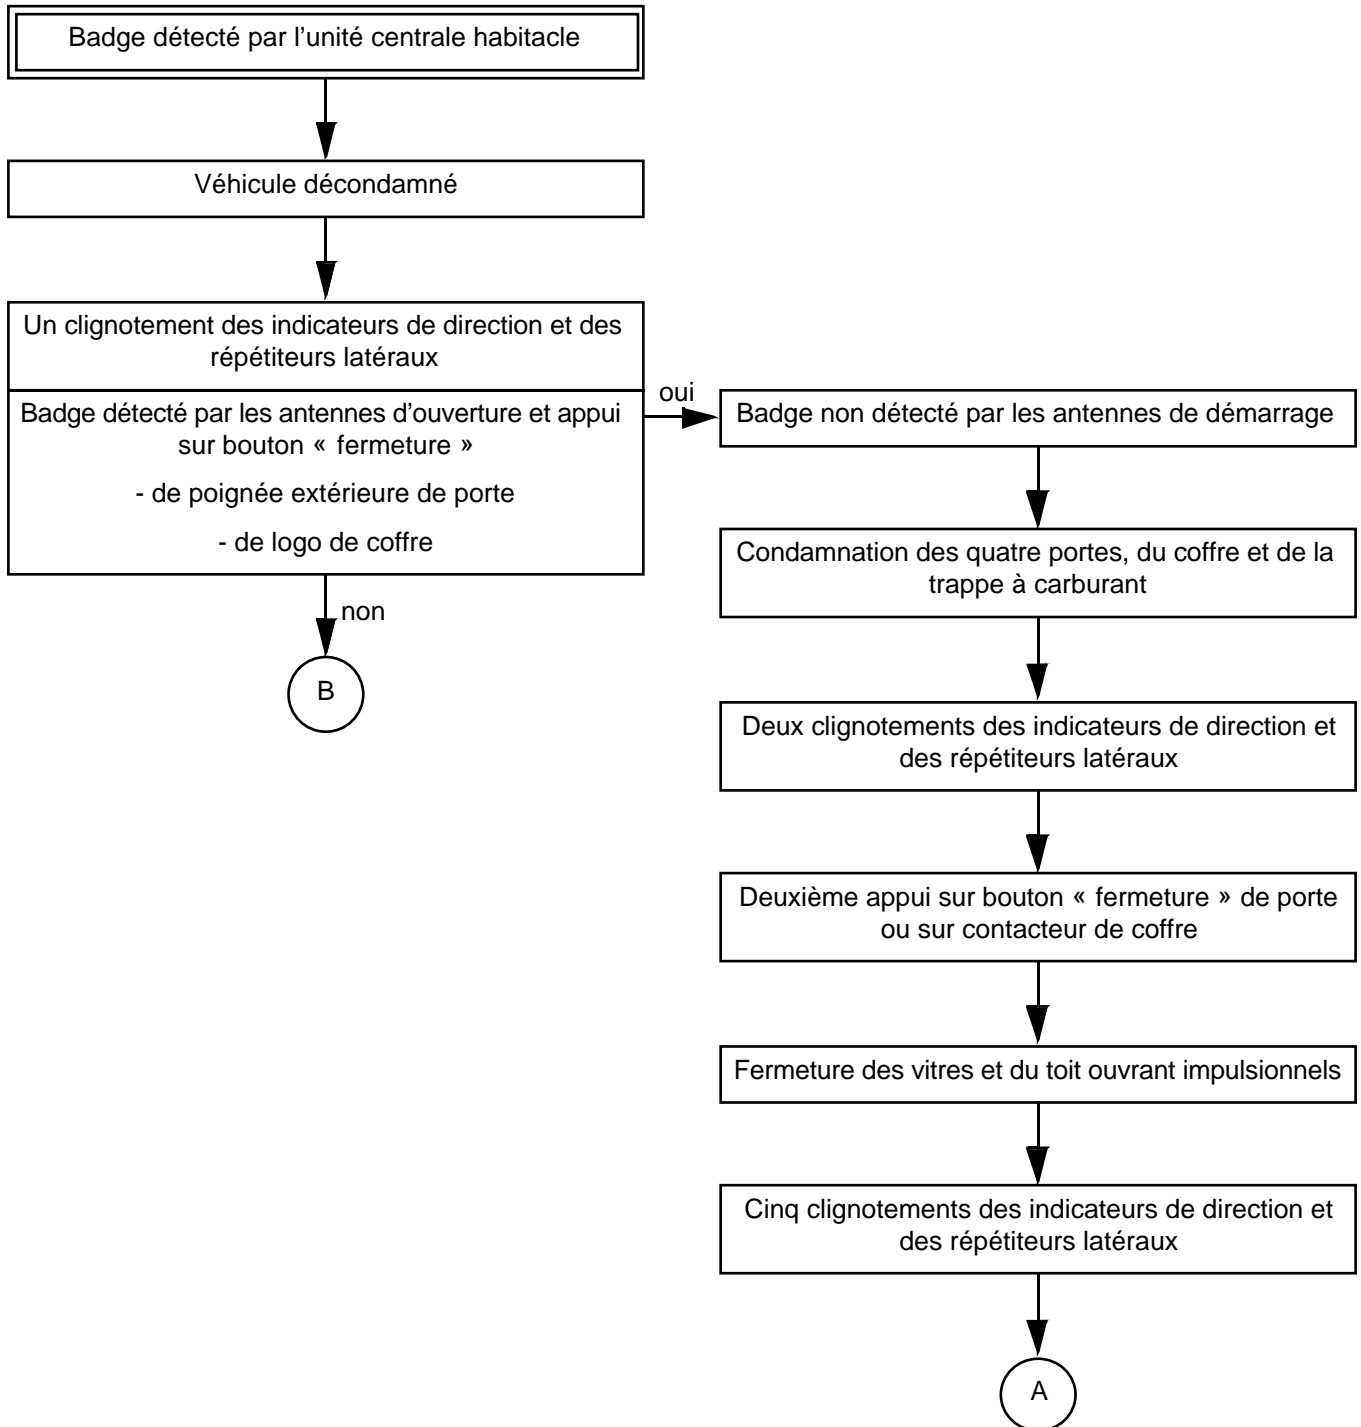 Badge détecté par l'unité centrale habitacle
Véhicule décondamné
Un clignotement des indicateurs de direction et des
répétiteurs latéraux
Badge détecté par les antennes d'ouverture et appui
sur bouton « fermeture »
- de poignée extérieure de porte
- de logo de coffre
non
B
oui
Badge non détecté par les antennes de démarrage
Condamnation des quatre portes, du coffre et de la
trappe à carburant
Deux clignotements des indicateurs de direction et
des répétiteurs latéraux
Deuxième appui sur bouton « fermeture » de porte
ou sur contacteur de coffre
Fermeture des vitres et du toit ouvrant impulsionnels
Cinq clignotements des indicateurs de direction et
des répétiteurs latéraux
A